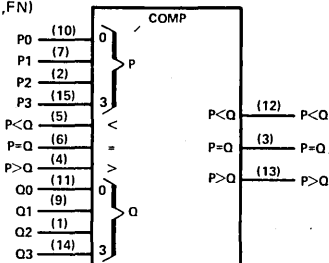 ,FN)
COMP
P0 (10) 0
P1 (7) P
P2 (2)
P3 (15) 3
P<Q (5) < P<Q (12) P<Q
P=Q (6) = P=Q (3) P=Q
P>Q (4) > P>Q (13) P>Q
Q0 (11) 0
Q1 (9) Q
Q2 (1)
Q3 (14) 3